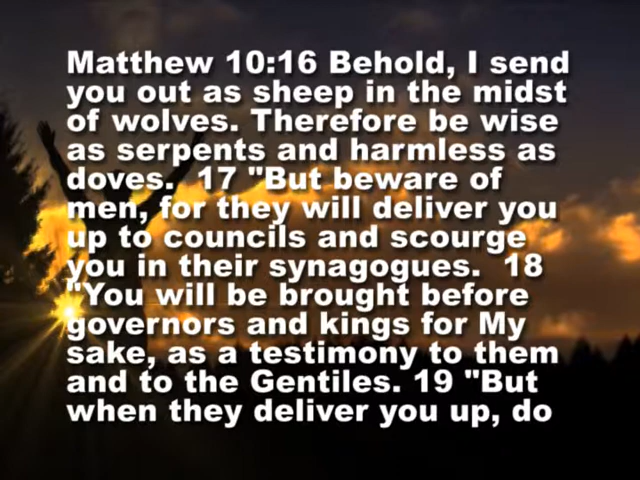 Matthew 10:16 Behold, I send
you out as sheep in the midst
of wolves. Therefore be wise
as serpents and harmless as
doves.  17 "But beware of
men, for they will deliver you
up to councils and scourge
you in their synagogues.  18
"You will be brought before
governors and kings for My
sake, as a testimony to them
and to the Gentiles. 19 "But
when they deliver you up, do